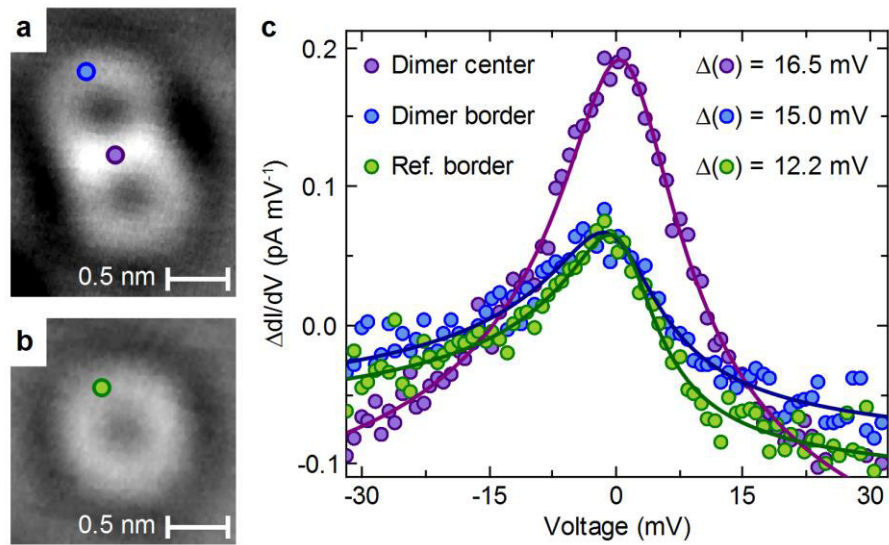 a
0.5 nm
b
0.5 nm
c
Dimer center Δ( ) = 16.5 mV
Dimer border Δ( ) = 15.0 mV
Ref. border Δ( ) = 12.2 mV
ΔdI/dV (pA mV⁻¹)
0.2
0.1
0.0
-0.1
-30 -15 0 15 30
Voltage (mV)